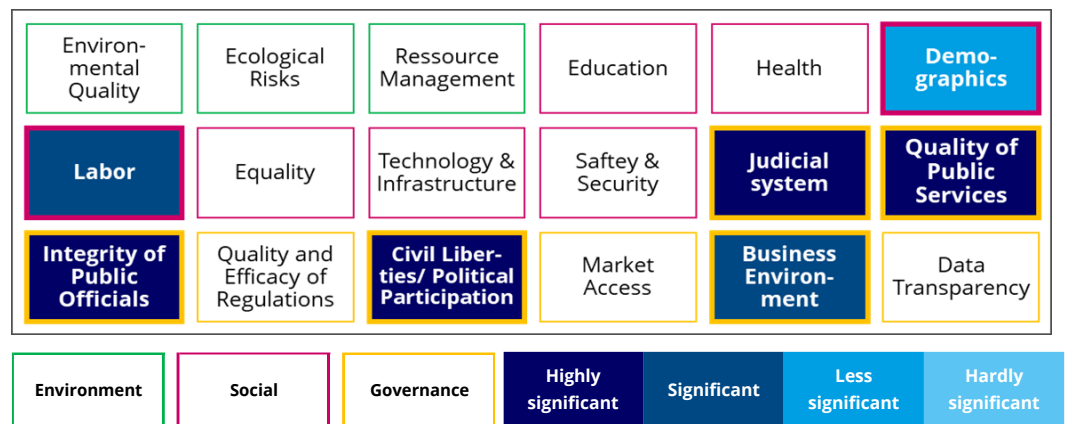 Environ-
mental
Quality
Ecological
Risks
Ressource
Management
Education
Health
Demo-
graphics
Labor
Equality
Technology &
Infrastructure
Saftey &
Security
Judicial
system
Quality of
Public
Services
Integrity of
Public
Officials
Quality and
Efficacy of
Regulations
Civil Liber-
ties/ Political
Participation
Market
Access
Business
Environ-
ment
Data
Transparency
Environment
Social
Governance
Highly
significant
Significant
Less
significant
Hardly
significant